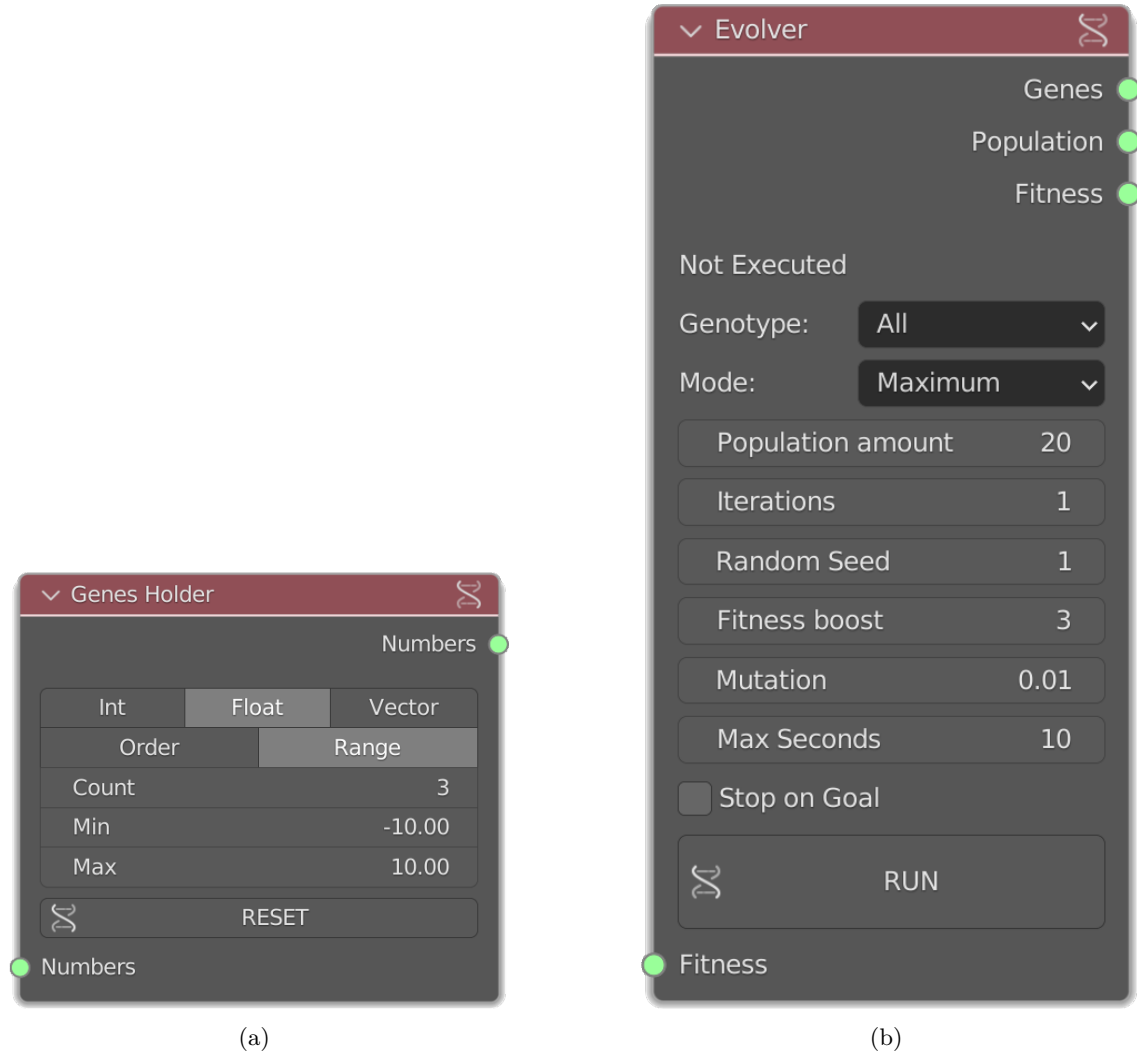 Genes Holder
Numbers
Int Float Vector
Order Range
Count 3
Min -10.00
Max 10.00
RESET
Numbers
(a)
Evolver
Genes
Population
Fitness
Not Executed
Genotype: All
Mode: Maximum
Population amount 20
Iterations 1
Random Seed 1
Fitness boost 3
Mutation 0.01
Max Seconds 10
Stop on Goal
RUN
Fitness
(b)